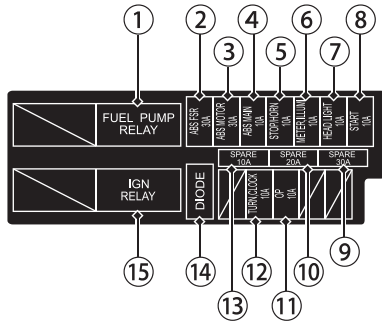 1
2
3
4
5
6
7
8
FUEL PUMP
RELAY
ABS FSR
30A
ABS MOTOR
30A
ABS MAIN
10A
STOP/HORN
10A
METER,ILLUMI
10A
HEAD LIGHT
10A
START
10A
SPARE
10A
SPARE
20A
SPARE
30A
IGN
RELAY
DIODE
TURN,CLOCK
10A
OP
10A
15
14
13
12
11
10
9